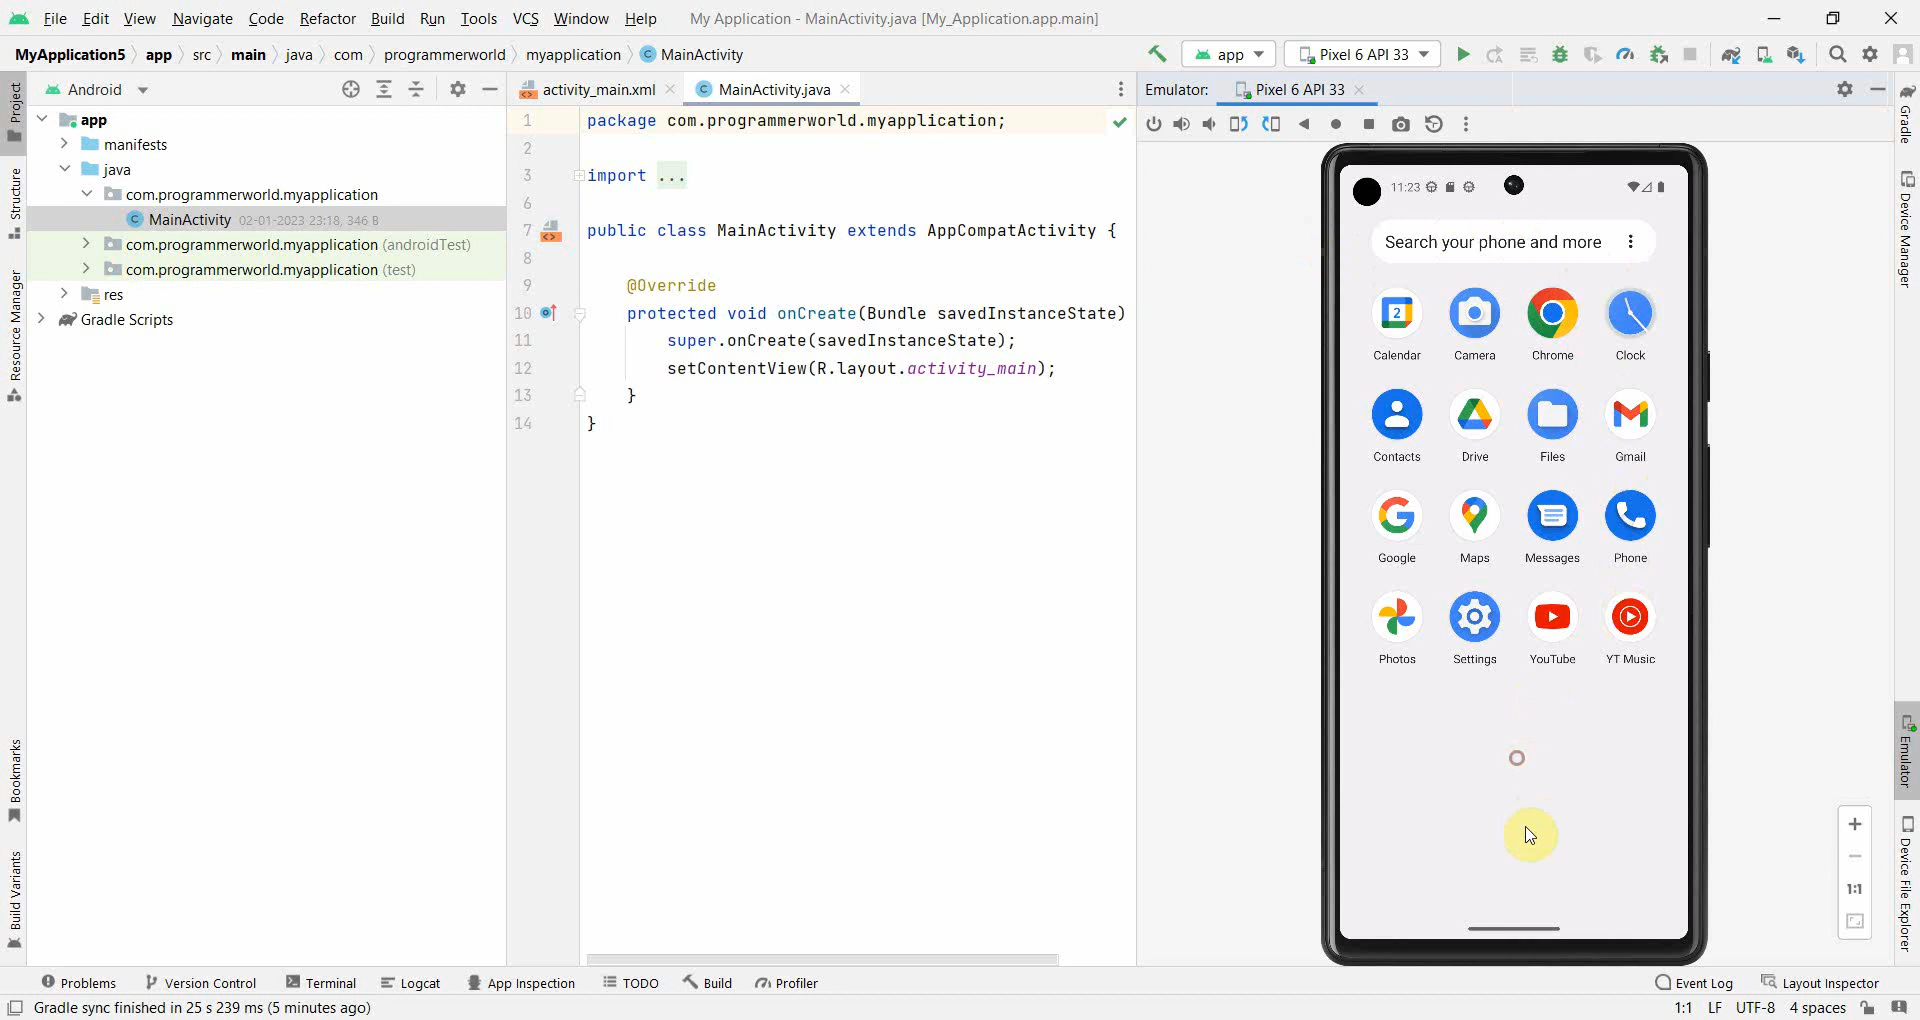 File Edit View Navigate Code Refactor Build Run Tools VCS Window Help My Application - MainActivity.java [My_Application.app.main]
MyApplication5 app src main java com programmerworld myapplication MainActivity app Pixel 6 API 33
Android
activity_main.xml MainActivity.java
Emulator: Pixel 6 API 33
app
manifests
java
com.programmerworld.myapplication
MainActivity 02-01-2023 23:18, 346 B
com.programmerworld.myapplication (androidTest)
com.programmerworld.myapplication (test)
res
Gradle Scripts
1 package com.programmerworld.myapplication;
2
3 import ...
6
7 public class MainActivity extends AppCompatActivity {
8
9 @Override
10 protected void onCreate(Bundle savedInstanceState)
11 super.onCreate(savedInstanceState);
12 setContentView(R.layout.activity_main);
13 }
14 }
11:23
Search your phone and more
2
Calendar Camera Chrome Clock
Contacts Drive Files Gmail
Google Maps Messages Phone
Photos Settings YouTube YT Music
1:1
Project
Structure
Resource Manager
Bookmarks
Build Variants
Gradle
Device Manager
Emulator
Device File Explorer
Problems Version Control Terminal Logcat App Inspection TODO Build Profiler Event Log Layout Inspector
Gradle sync finished in 25 s 239 ms (5 minutes ago) 1:1 LF UTF-8 4 spaces